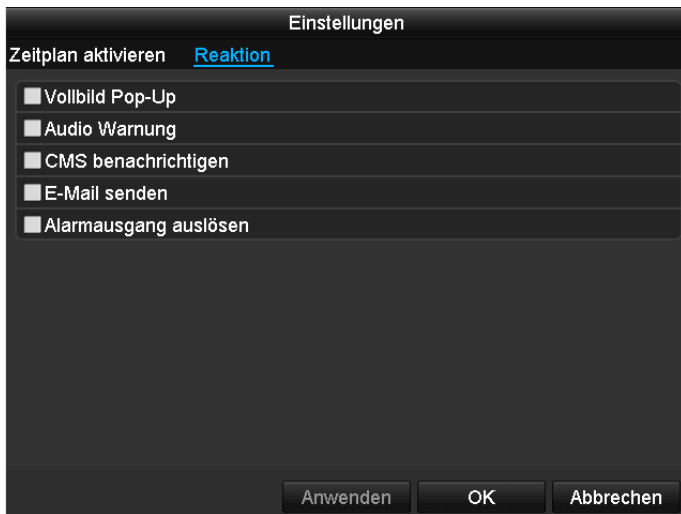 Einstellungen
Zeitplan aktivieren Reaktion
Vollbild Pop-Up
Audio Warnung
CMS benachrichtigen
E-Mail senden
Alarmausgang auslösen
Anwenden OK Abbrechen